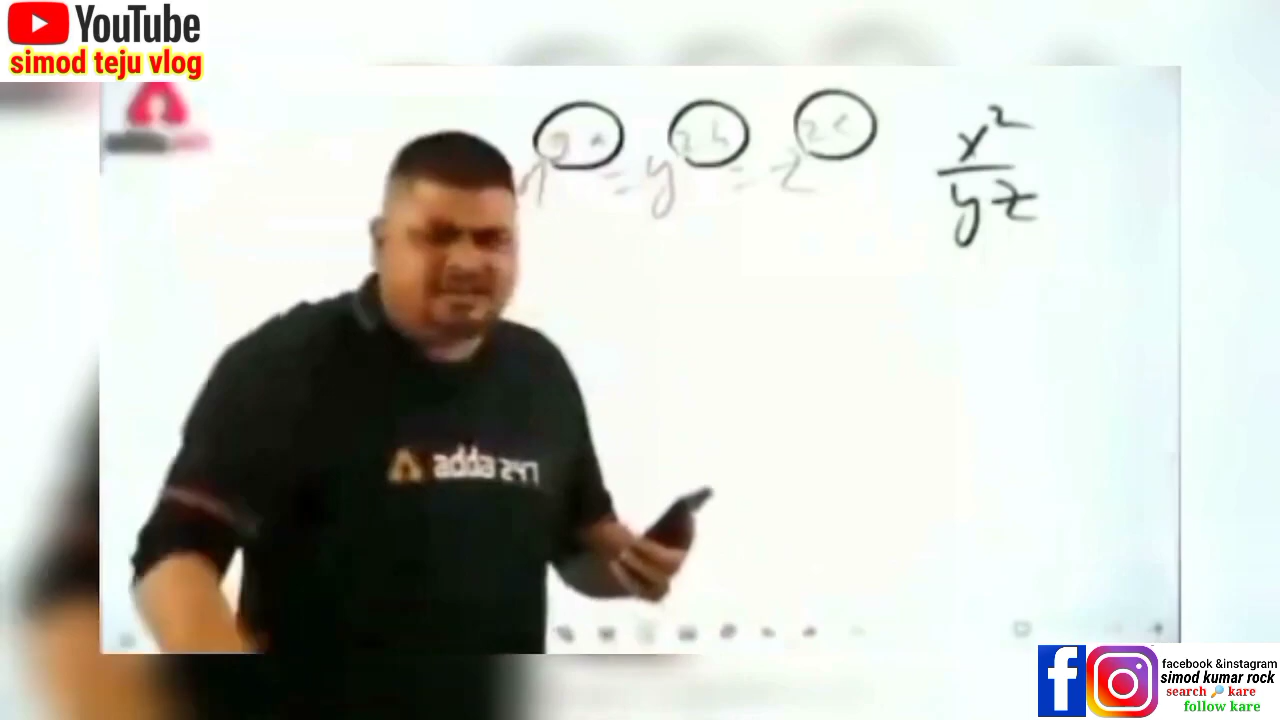 YouTube
simod teju vlog
= y = z
x²
yz
adda 247
facebook &instagram
simod kumar rock
search 🔎 kare
follow kare